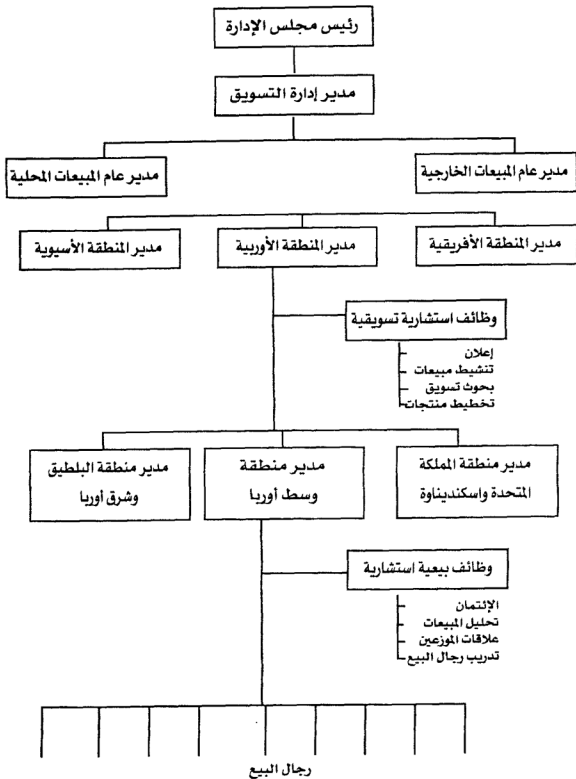 رئيس مجلس الإدارة
مدير إدارة التسويق
مدير عام المبيعات الخارجية
مدير عام المبيعات المحلية
مدير المنطقة الأفريقية
مدير المنطقة الأوربية
مدير المنطقة الأسيوية
وظائف استشارية تسويقية
إعلان
تنشيط مبيعات
بحوث تسويق
تخطيط منتجات
مدير منطقة المملكة
المتحدة واسكنديناوة
مدير منطقة
وسط أوربا
مدير منطقة البلطيق
وشرق أوربا
وظائف بيعية استشارية
الإئتمان
تحليل المبيعات
علاقات الموزعين
تدريب رجال البيع
رجال البيع